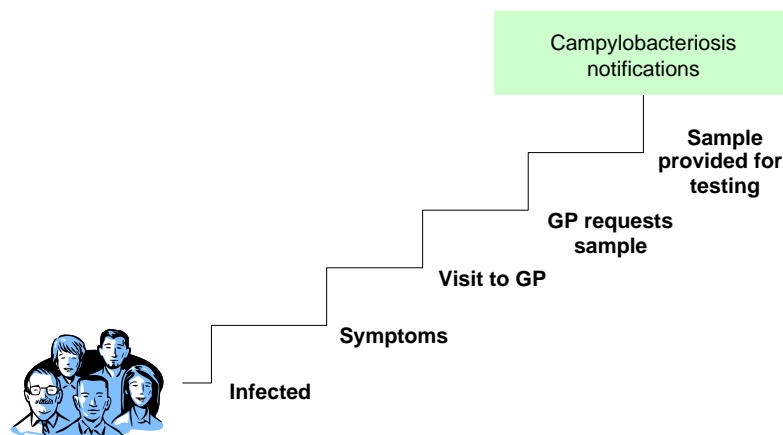 Campylobacteriosis
notifications
Sample
provided for
testing
GP requests
sample
Visit to GP
Symptoms
Infected